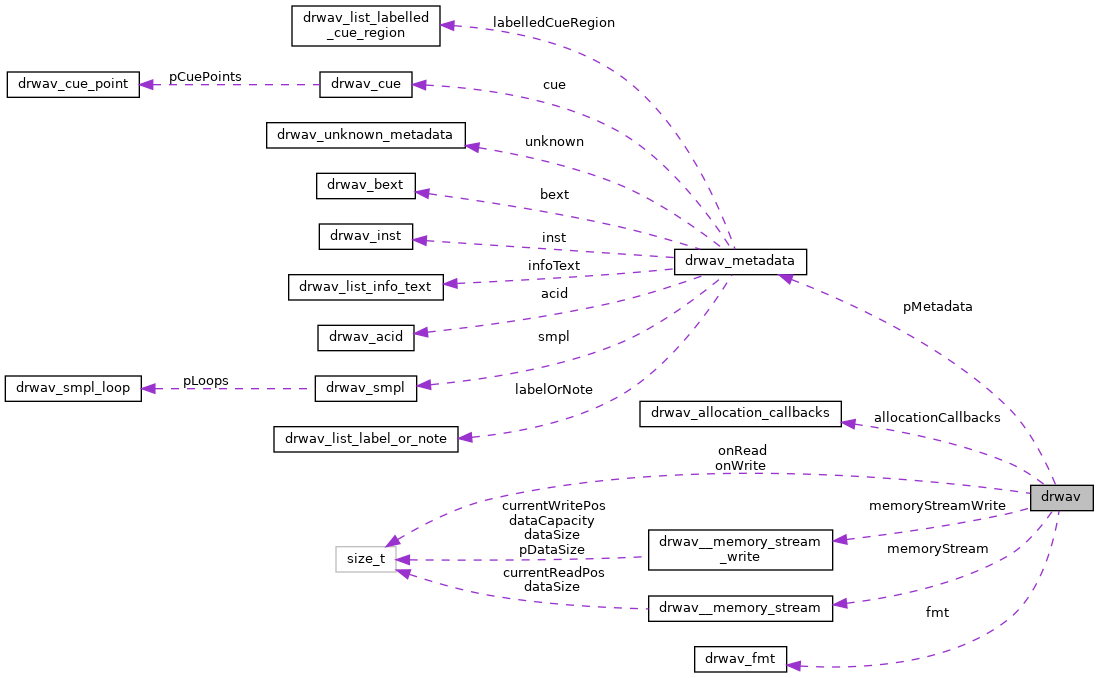 drwav_list_labelled
_cue_region
labelledCueRegion
drwav_cue_point
pCuePoints
drwav_cue
cue
drwav_unknown_metadata
unknown
drwav_bext
bext
drwav_inst
inst
drwav_metadata
drwav_list_info_text
infoText
acid
drwav_acid
smpl
pMetadata
drwav_smpl_loop
pLoops
drwav_smpl
labelOrNote
drwav_list_label_or_note
drwav_allocation_callbacks
allocationCallbacks
onRead
onWrite
drwav
currentWritePos
dataCapacity
dataSize
pDataSize
memoryStreamWrite
drwav__memory_stream
_write
size_t
memoryStream
currentReadPos
dataSize
drwav__memory_stream
fmt
drwav_fmt